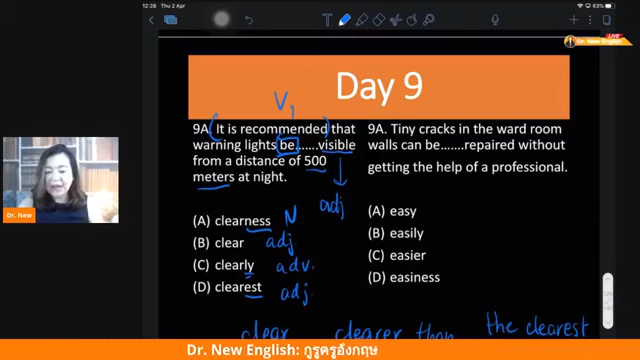 12:28 Thu 2 Apr
63%
Dr. New English
Day 9
V1
9A. It is recommended that
warning lights be.......visible
from a distance of 500
meters at night.
adj
(A) clearness N
(B) clear adj.
(C) clearly adv.
(D) clearest adj.
9A. Tiny cracks in the ward room
walls can be.......repaired without
getting the help of a professional.
(A) easy
(B) easily
(C) easier
(D) easiness
clear clearer than the clearest
Dr. New
Dr. New English: กูรูครูอังกฤษ